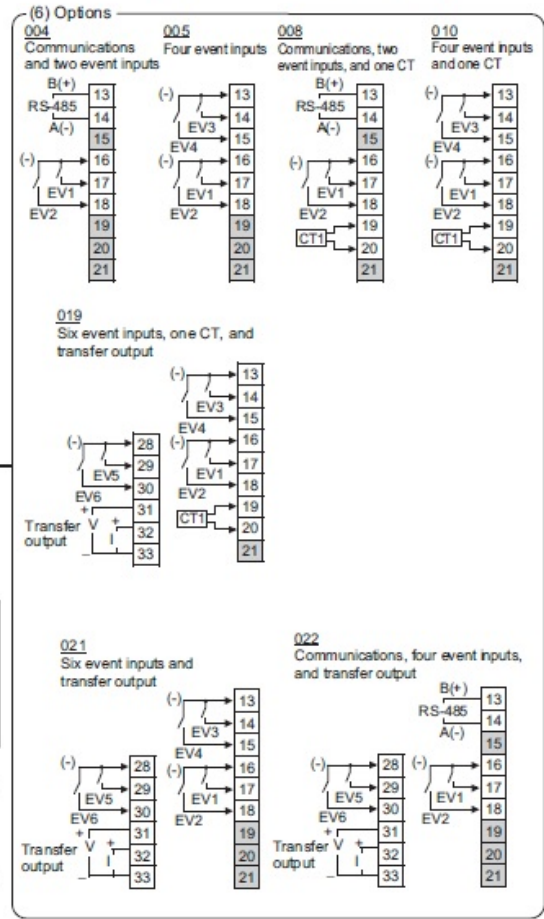 (6) Options
004
Communications
and two event inputs
B(+)
RS-485
A(-)
13
14
15
(-)
EV1
EV2
16
17
18
19
20
21
005
Four event inputs
(-)
EV3
EV4
13
14
15
(-)
EV1
EV2
16
17
18
19
20
21
008
Communications, two
event inputs, and one CT
B(+)
RS-485
A(-)
13
14
15
(-)
EV1
EV2
16
17
18
CT1
19
20
21
010
Four event inputs
and one CT
(-)
EV3
EV4
13
14
15
(-)
EV1
EV2
16
17
18
CT1
19
20
21
019
Six event inputs, one CT, and
transfer output
(-)
EV5
EV6
28
29
30
Transfer
output
+
V
+
I
–
31
32
33
(-)
EV3
EV4
13
14
15
(-)
EV1
EV2
16
17
18
CT1
19
20
21
021
Six event inputs and
transfer output
(-)
EV5
EV6
28
29
30
Transfer
output
+
V
+
I
–
31
32
33
(-)
EV3
EV4
13
14
15
(-)
EV1
EV2
16
17
18
19
20
21
022
Communications, four event inputs,
and transfer output
(-)
EV5
EV6
28
29
30
Transfer
output
+
V
+
I
–
31
32
33
B(+)
RS-485
A(-)
13
14
15
(-)
EV1
EV2
16
17
18
19
20
21